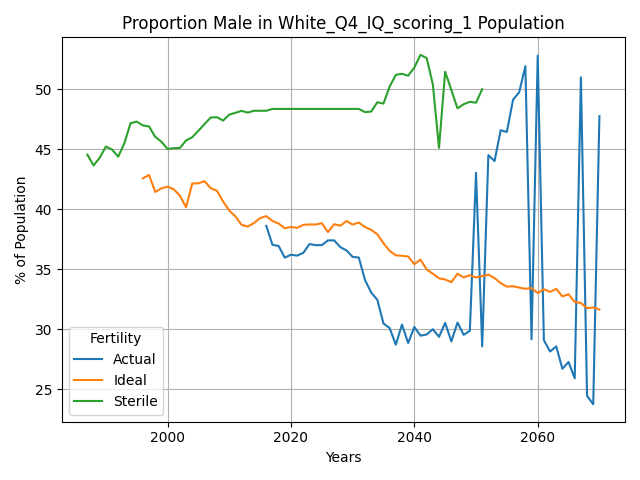 Proportion Male in White_Q4_IQ_scoring_1 Population
% of Population
50
45
40
35
30
25
Fertility
Actual
Ideal
Sterile
2000 2020 2040 2060
Years